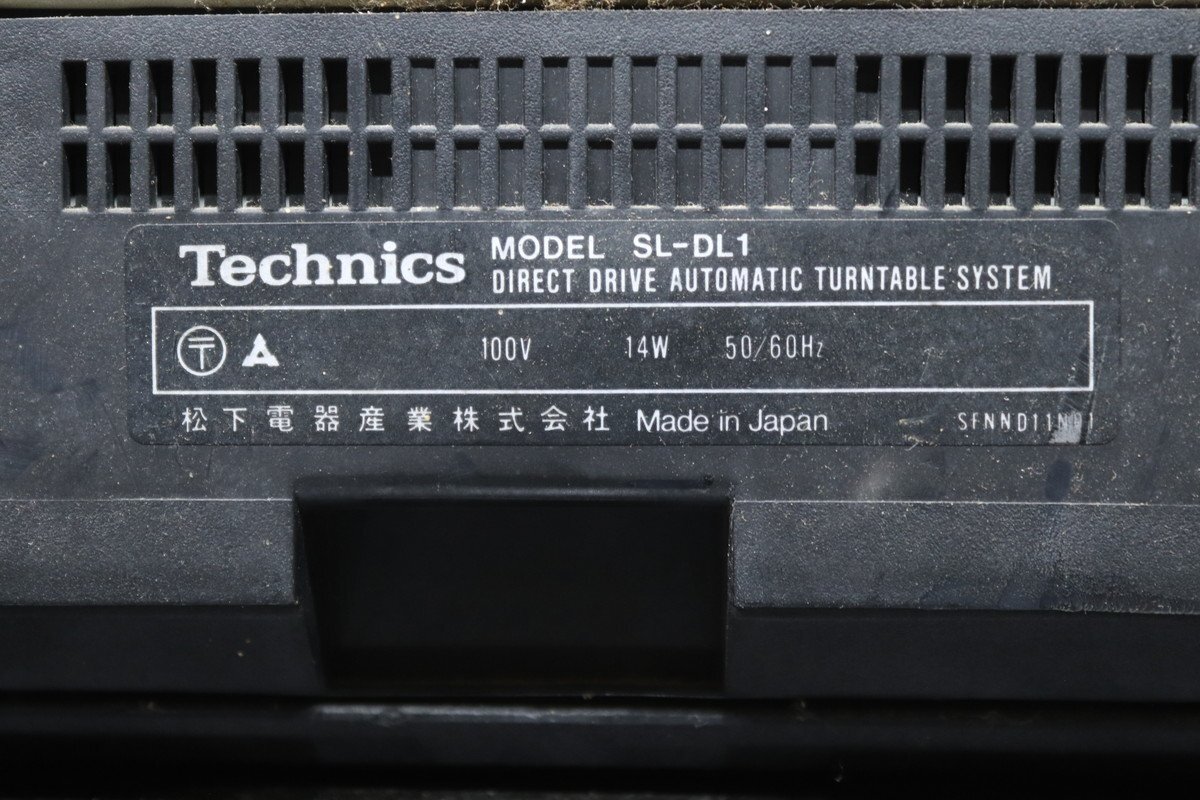 Technics MODEL SL-DL1
DIRECT DRIVE AUTOMATIC TURNTABLE SYSTEM
〒 A 100V 14W 50/60Hz
松下電器産業株式会社 Made in Japan